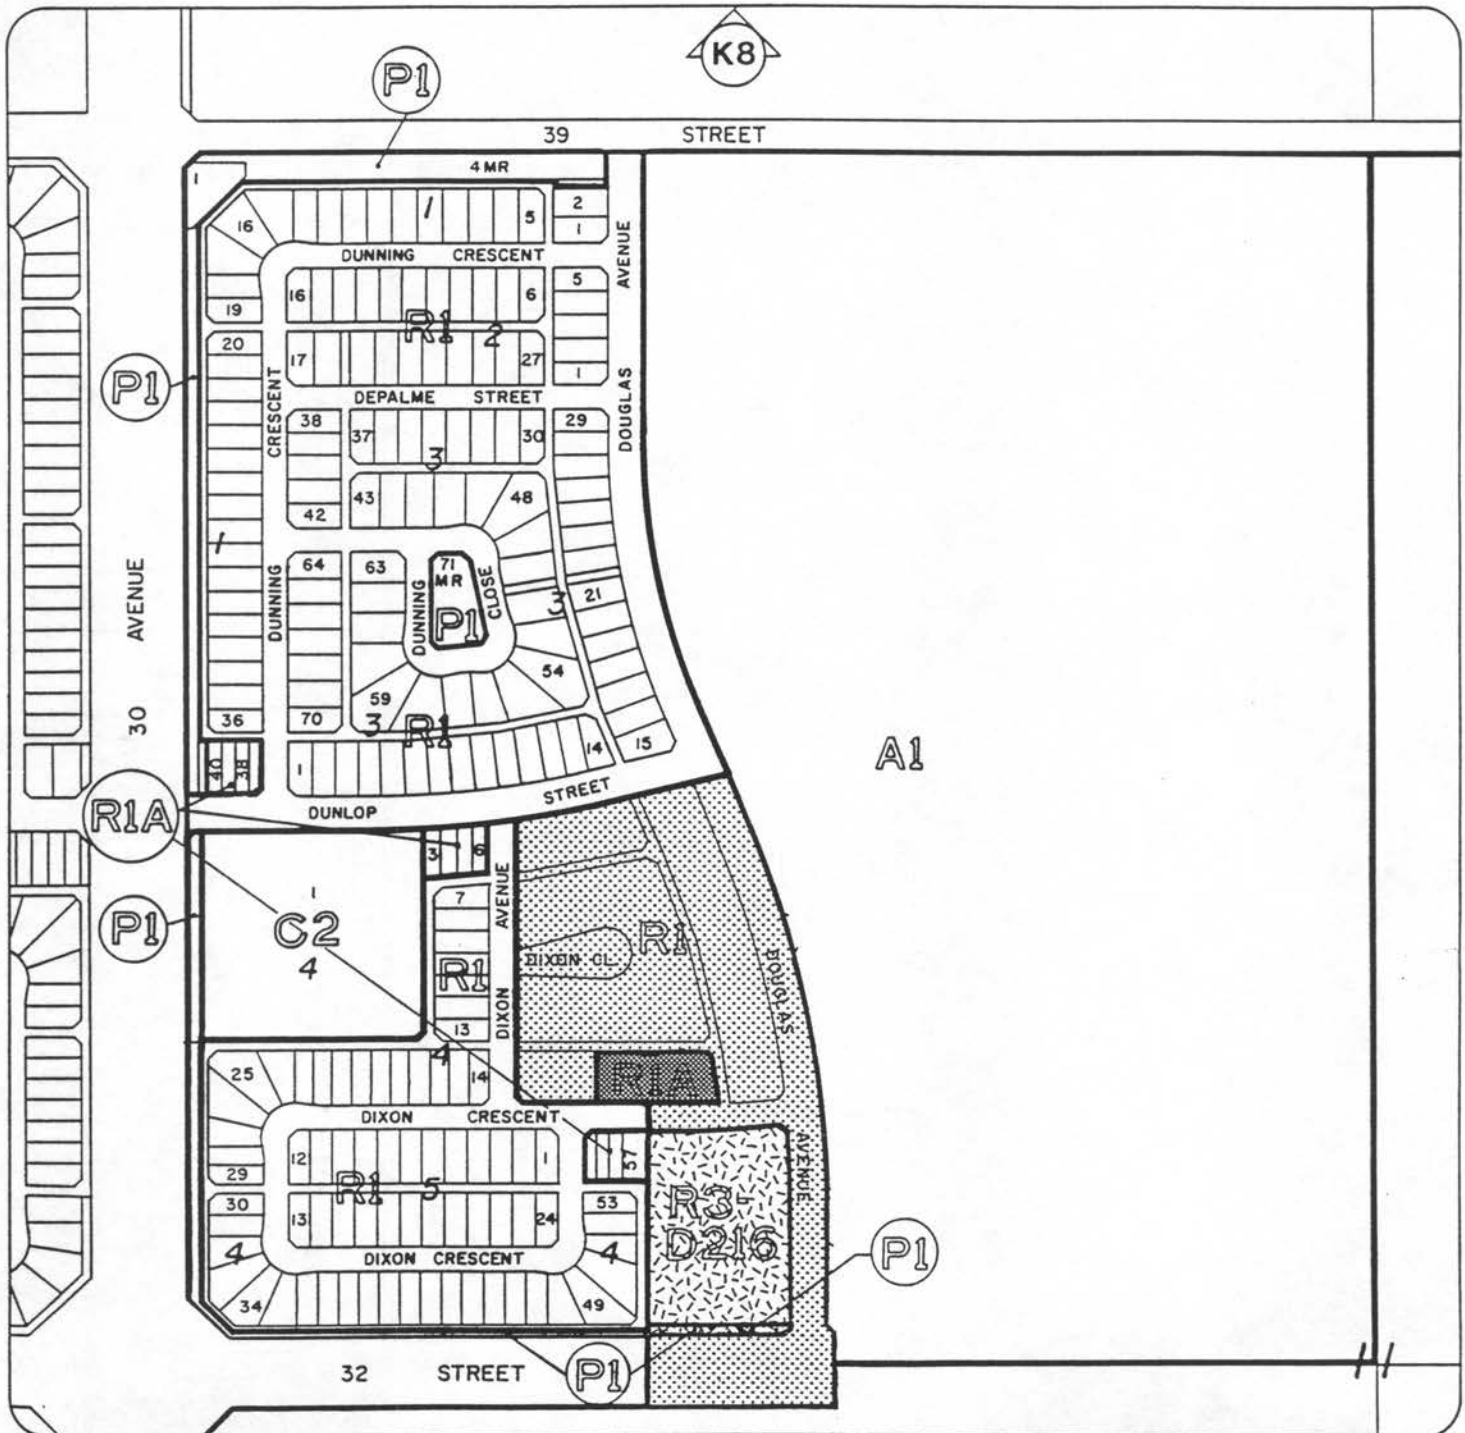 K8
P1
39 STREET
4 MR
1
2
1
5
16
1
DUNNING CRESCENT
AVENUE
5
16
6
19
R1 2
20
17
27
1
P1
DEPALME STREET
CRESCENT
DOUGLAS
38
37
30
29
3
43
48
42
1
AVENUE
64
63
71
MR
CLOSE
DUNNING
DUNNING
P1
3
21
54
59
30
36
70
3 R1
A1
40
38
1
14
15
R1A
DUNLOP STREET
3
6
AVENUE
7
1
P1
C2
4
R1
DIXON CL.
R1
DOUGLAS
DIXON
13
4
25
14
R1A
DIXON CRESCENT
12
1
57
AVENUE
29
R1 5
30
53
R3-
D216
13
24
4
4
P1
DIXON CRESCENT
34
49
32 STREET
P1